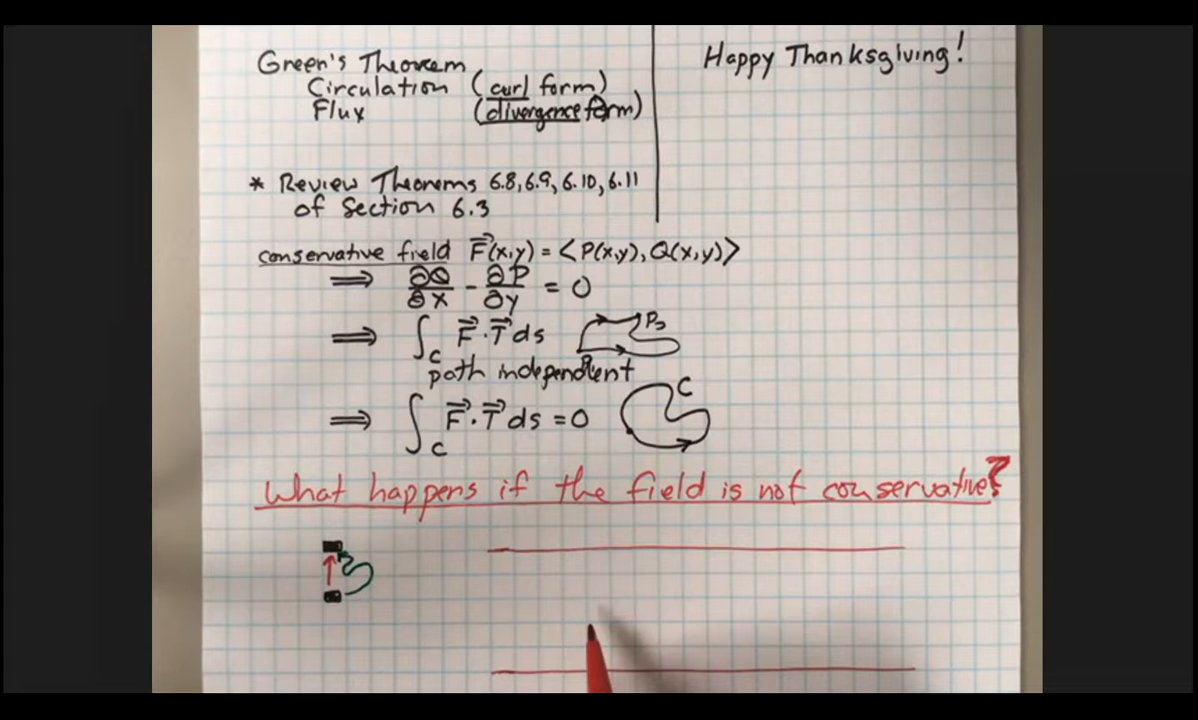 Green's Theorem
Circulation (curl form)
Flux (divergence form)
Happy Thanksgiving!
* Review Theorems 6.8, 6.9, 6.10, 6.11
of Section 6.3
conservative field F⃗(x,y) = <P(x,y), Q(x,y)>
⟹ ∂Q/∂x - ∂P/∂y = 0
⟹ ∫_C F⃗·T⃗ ds
path independent
⟹ ∫_C F⃗·T⃗ ds = 0 C
What happens if the field is not conservative?